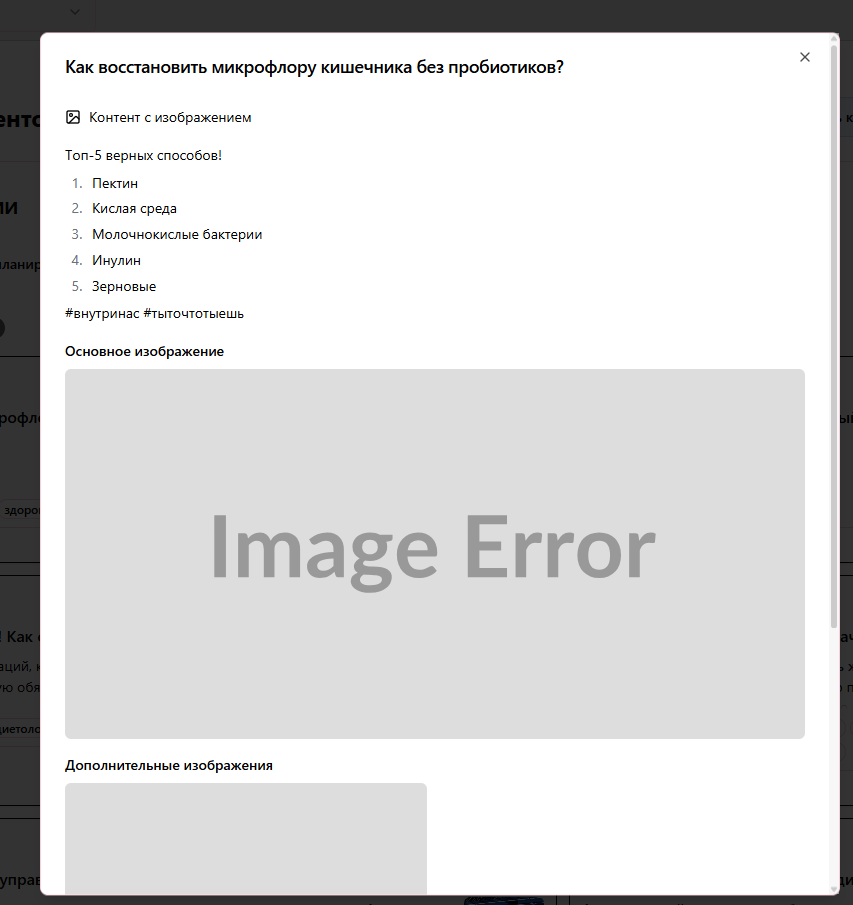 Как восстановить микрофлору кишечника без пробиотиков?
Контент с изображением
Топ-5 верных способов!
1. Пектин
2. Кислая среда
3. Молочнокислые бактерии
4. Инулин
5. Зерновые
#внутринас #тыточтотыешь
Основное изображение
Image Error
Дополнительные изображения